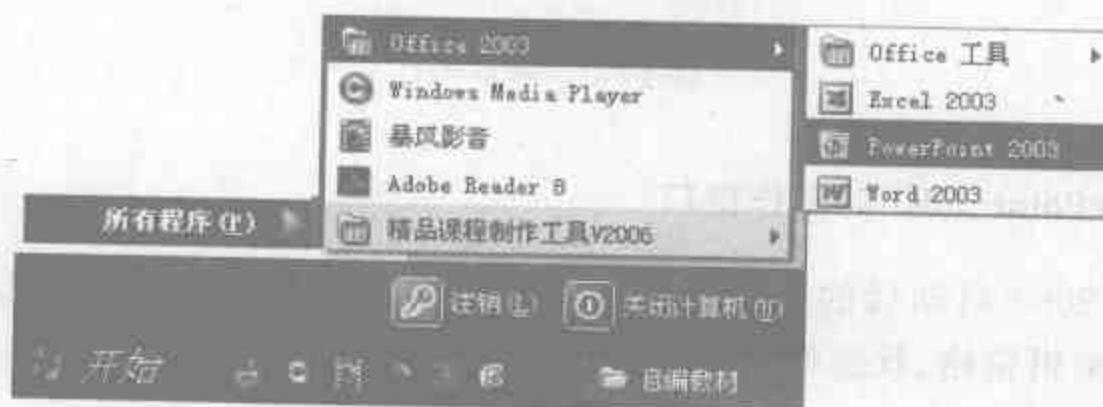 Office 2003
Windows Media Player
暴风影音
Adobe Reader 8
精品课程制作工具V2006
Office 工具
Excel 2003
PowerPoint 2003
Word 2003
所有程序(P)
注销(L)
关闭计算机(U)
开始
自编教材